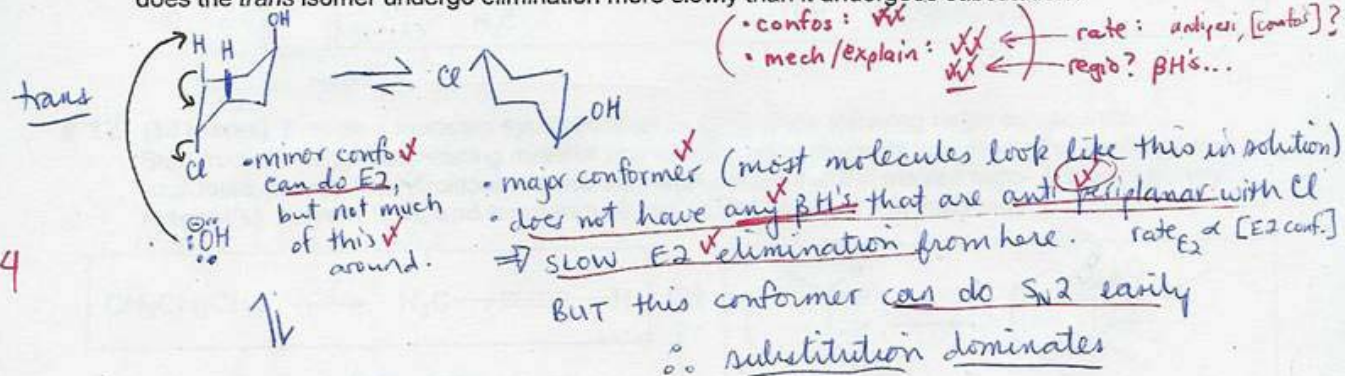 does the trans isomer undergo elimination more slowly than it undergoes
OH
• confos: ✓✓
• mech/explain: ✓✓ ← rate: antiperi, [confos]?
✓✓ ← regio? βH's...
trans
H H
Cl
OH
Cl
⊖:ÖH
• minor confo ✓
can do E2,
but not much
of this ✓
around.
• major conformer (most molecules look like this in solution)
• does not have any βH's that are anti periplanar with Cl
⇒ SLOW E2 elimination from here. rate E2 ∝ [E2 conf.]
BUT this conformer can do SN2 easily
∴ substitution dominates
4